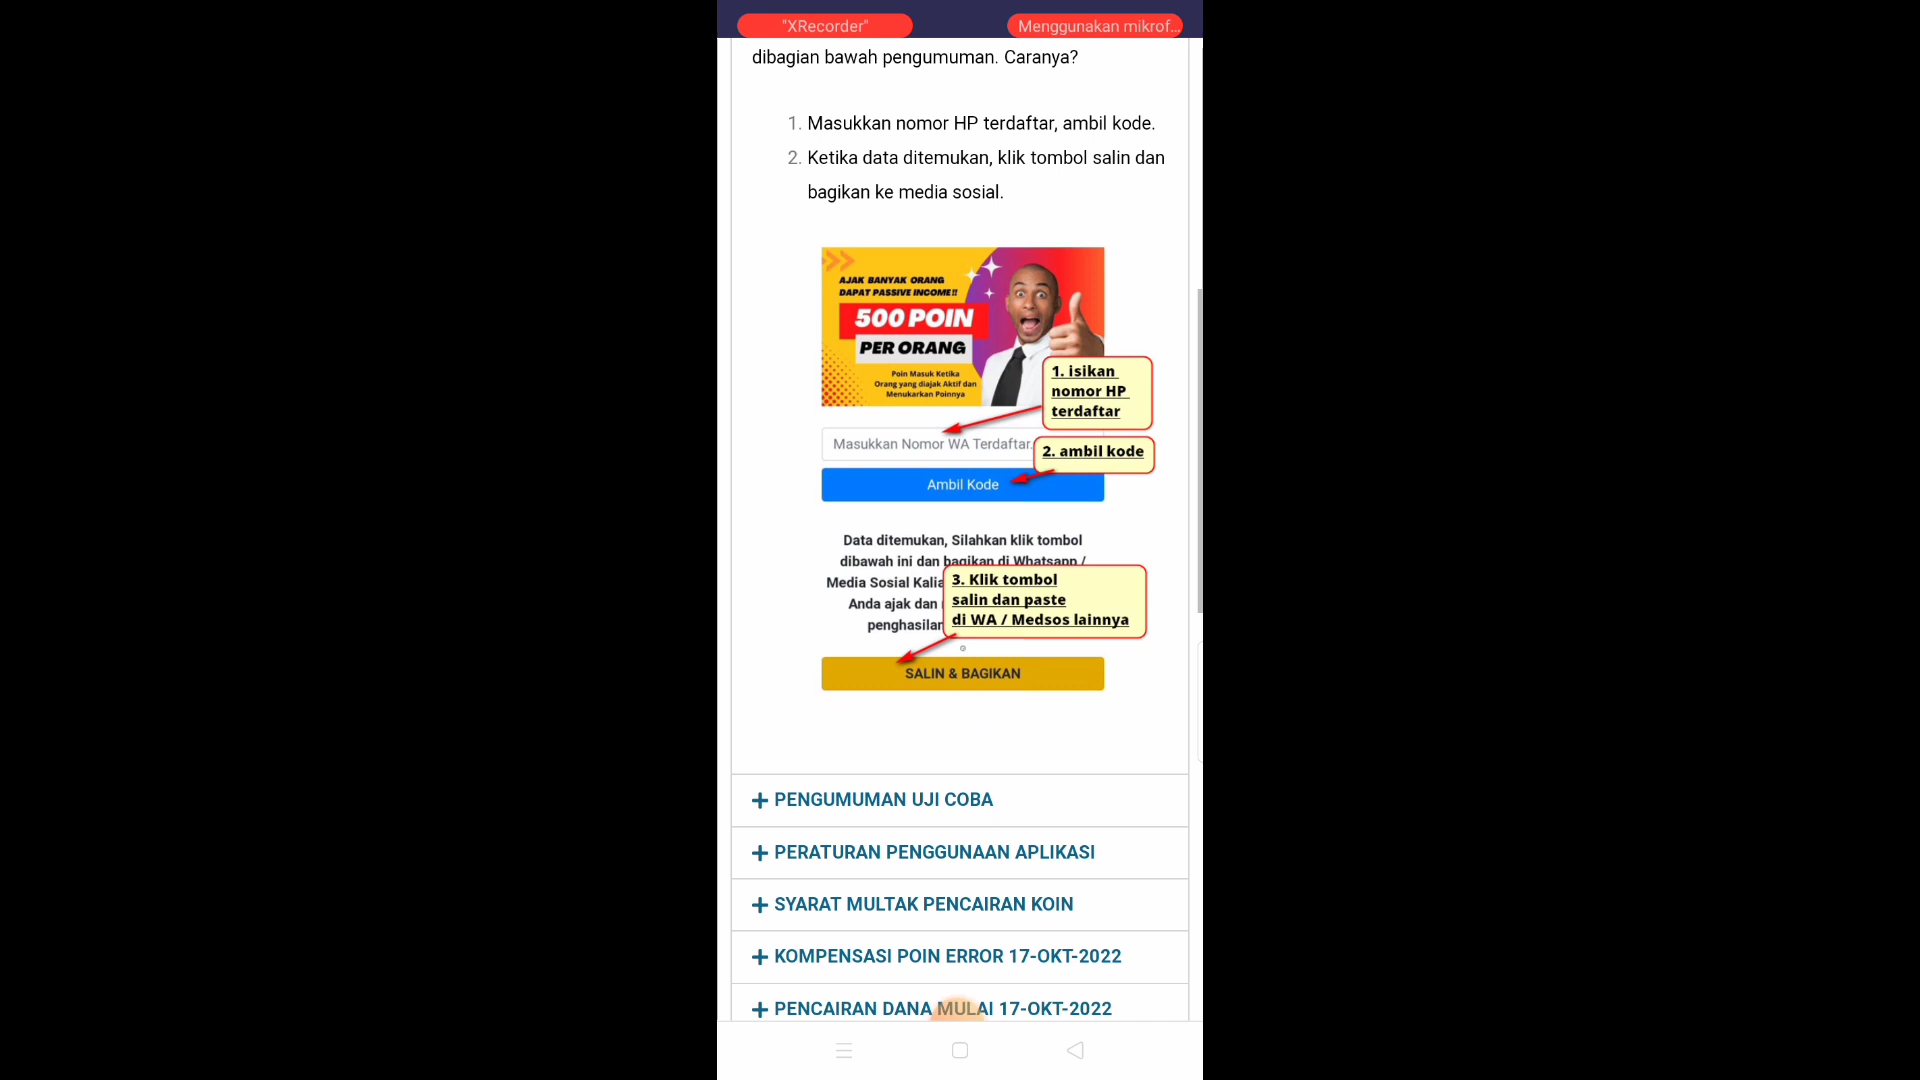 "XRecorder"
Menggunakan mikrof...
dibagian bawah pengumuman. Caranya?
1. Masukkan nomor HP terdaftar, ambil kode.
2. Ketika data ditemukan, klik tombol salin dan
bagikan ke media sosial.
AJAK BANYAK ORANG
DAPAT PASSIVE INCOME!!
500 POIN
PER ORANG
Poin Masuk Ketika
Orang yang diajak Aktif dan
Menukarkan Poinnya
1. isikan
nomor HP
terdaftar
Masukkan Nomor WA Terdaftar.
2. ambil kode
Ambil Kode
Data ditemukan, Silahkan klik tombol
dibawah ini dan bagikan di Whatsapp /
Media Sosial
Anda ajak dan
3. Klik tombol
salin dan paste
di WA / Medsos lainnya
SALIN & BAGIKAN
+ PENGUMUMAN UJI COBA
+ PERATURAN PENGGUNAAN APLIKASI
+ SYARAT MULTAK PENCAIRAN KOIN
+ KOMPENSASI POIN ERROR 17-OKT-2022
+ PENCAIRAN DANA MULAI 17-OKT-2022